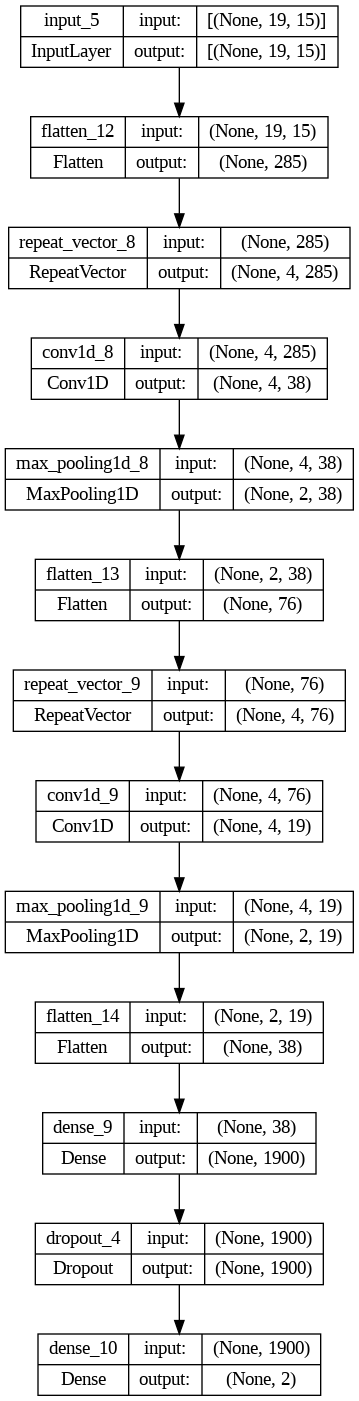 input_5 input: [(None, 19, 15)]
InputLayer output: [(None, 19, 15)]
flatten_12 input: (None, 19, 15)
Flatten output: (None, 285)
repeat_vector_8 input: (None, 285)
RepeatVector output: (None, 4, 285)
conv1d_8 input: (None, 4, 285)
Conv1D output: (None, 4, 38)
max_pooling1d_8 input: (None, 4, 38)
MaxPooling1D output: (None, 2, 38)
flatten_13 input: (None, 2, 38)
Flatten output: (None, 76)
repeat_vector_9 input: (None, 76)
RepeatVector output: (None, 4, 76)
conv1d_9 input: (None, 4, 76)
Conv1D output: (None, 4, 19)
max_pooling1d_9 input: (None, 4, 19)
MaxPooling1D output: (None, 2, 19)
flatten_14 input: (None, 2, 19)
Flatten output: (None, 38)
dense_9 input: (None, 38)
Dense output: (None, 1900)
dropout_4 input: (None, 1900)
Dropout output: (None, 1900)
dense_10 input: (None, 1900)
Dense output: (None, 2)